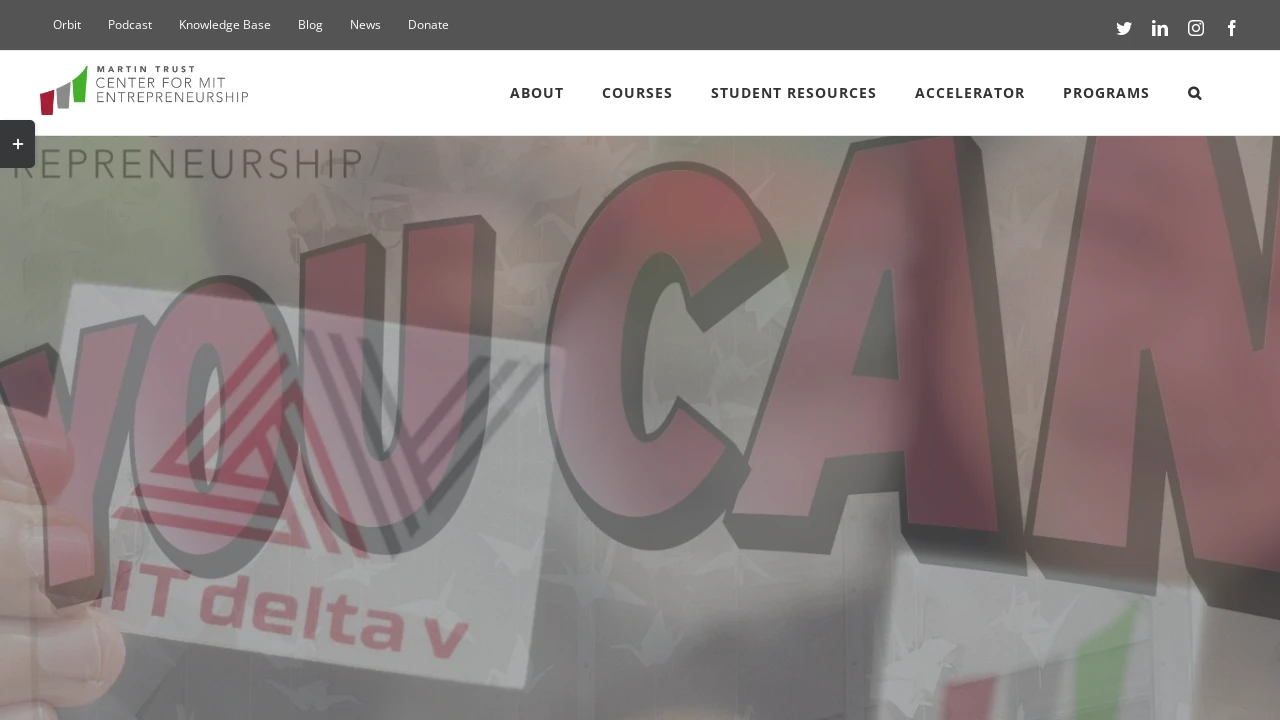 Orbit Podcast Knowledge Base Blog News Donate
MARTIN TRUST
CENTER FOR MIT
ENTREPRENEURSHIP
ABOUT COURSES STUDENT RESOURCES ACCELERATOR PROGRAMS
+
REPRENEURSHIP
YOU CAN
MIT delta v